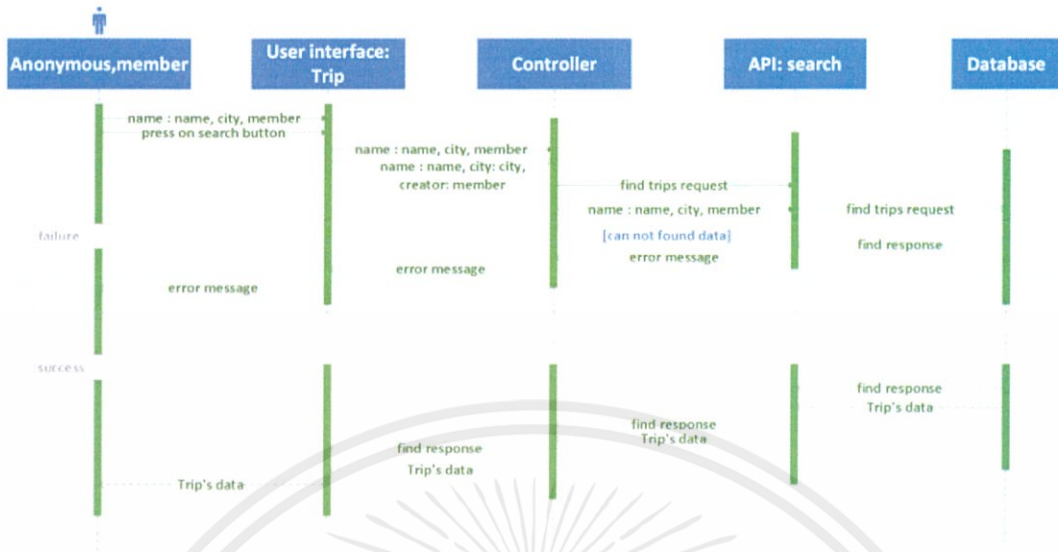 Anonymous,member
User interface:
Trip
Controller
API: search
Database
name : name, city, member
press on search button
name : name, city, member
name : name, city: city,
creator: member
find trips request
name : name, city, member
find trips request
[can not found data]
find response
failure
error message
error message
error message
success
find response
Trip's data
find response
Trip's data
find response
Trip's data
Trip's data